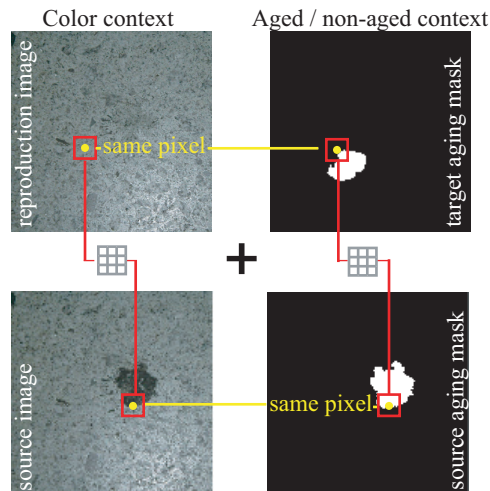 Color context
Aged / non-aged context
reproduction image
target aging mask
same pixel
+
source image
source aging mask
same pixel